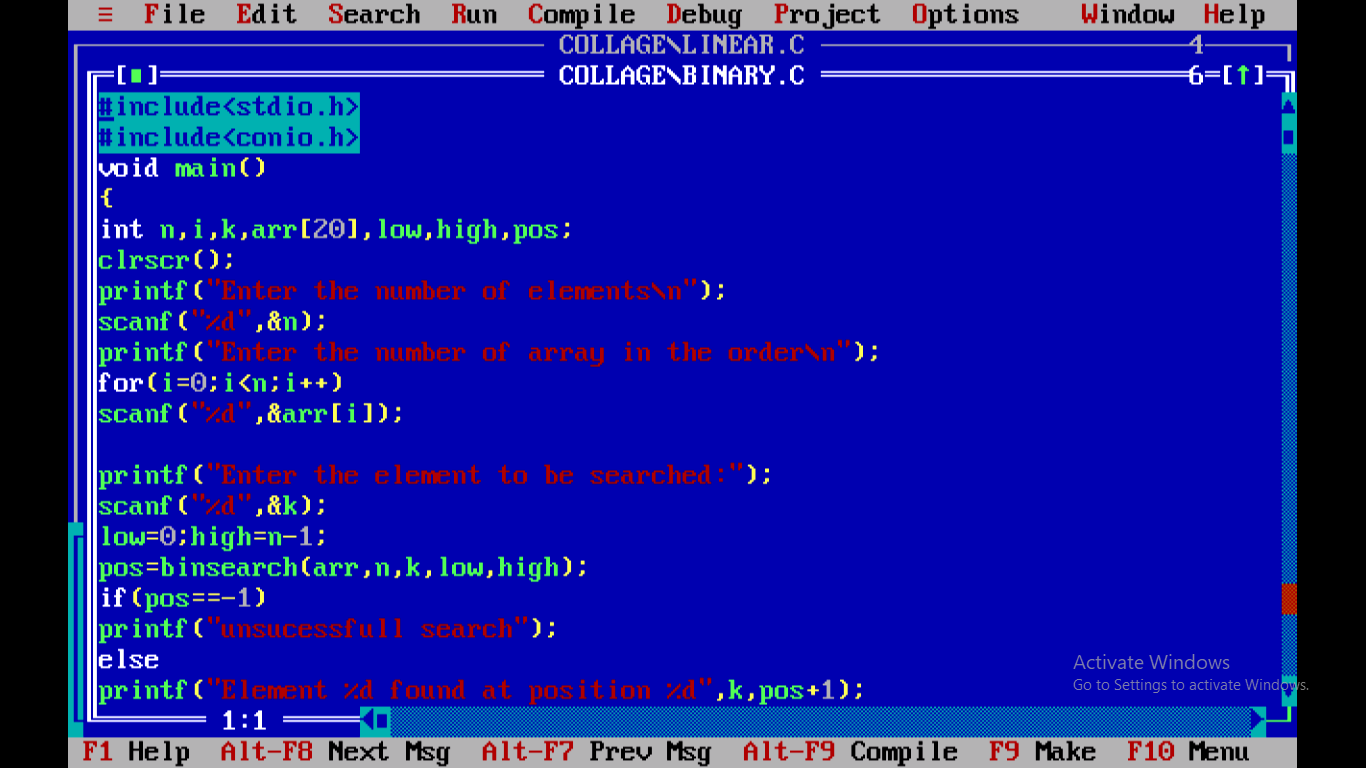 ≡ File Edit Search Run Compile Debug Project Options Window Help
COLLAGE\LINEAR.C 4
[■] COLLAGE\BINARY.C 6=[↑]
#include<stdio.h>
#include<conio.h>
void main()
{
int n,i,k,arr[20],low,high,pos;
clrscr();
printf("Enter the number of elements\n");
scanf("%d",&n);
printf("Enter the number of array in the order\n");
for(i=0;i<n;i++)
scanf("%d",&arr[i]);
printf("Enter the element to be searched:");
scanf("%d",&k);
low=0;high=n-1;
pos=binsearch(arr,n,k,low,high);
if(pos==-1)
printf("unsucessfull search");
else
printf("Element %d found at position %d",k,pos+1);
Activate Windows
Go to Settings to activate Windows.
1:1
F1 Help Alt-F8 Next Msg Alt-F7 Prev Msg Alt-F9 Compile F9 Make F10 Menu